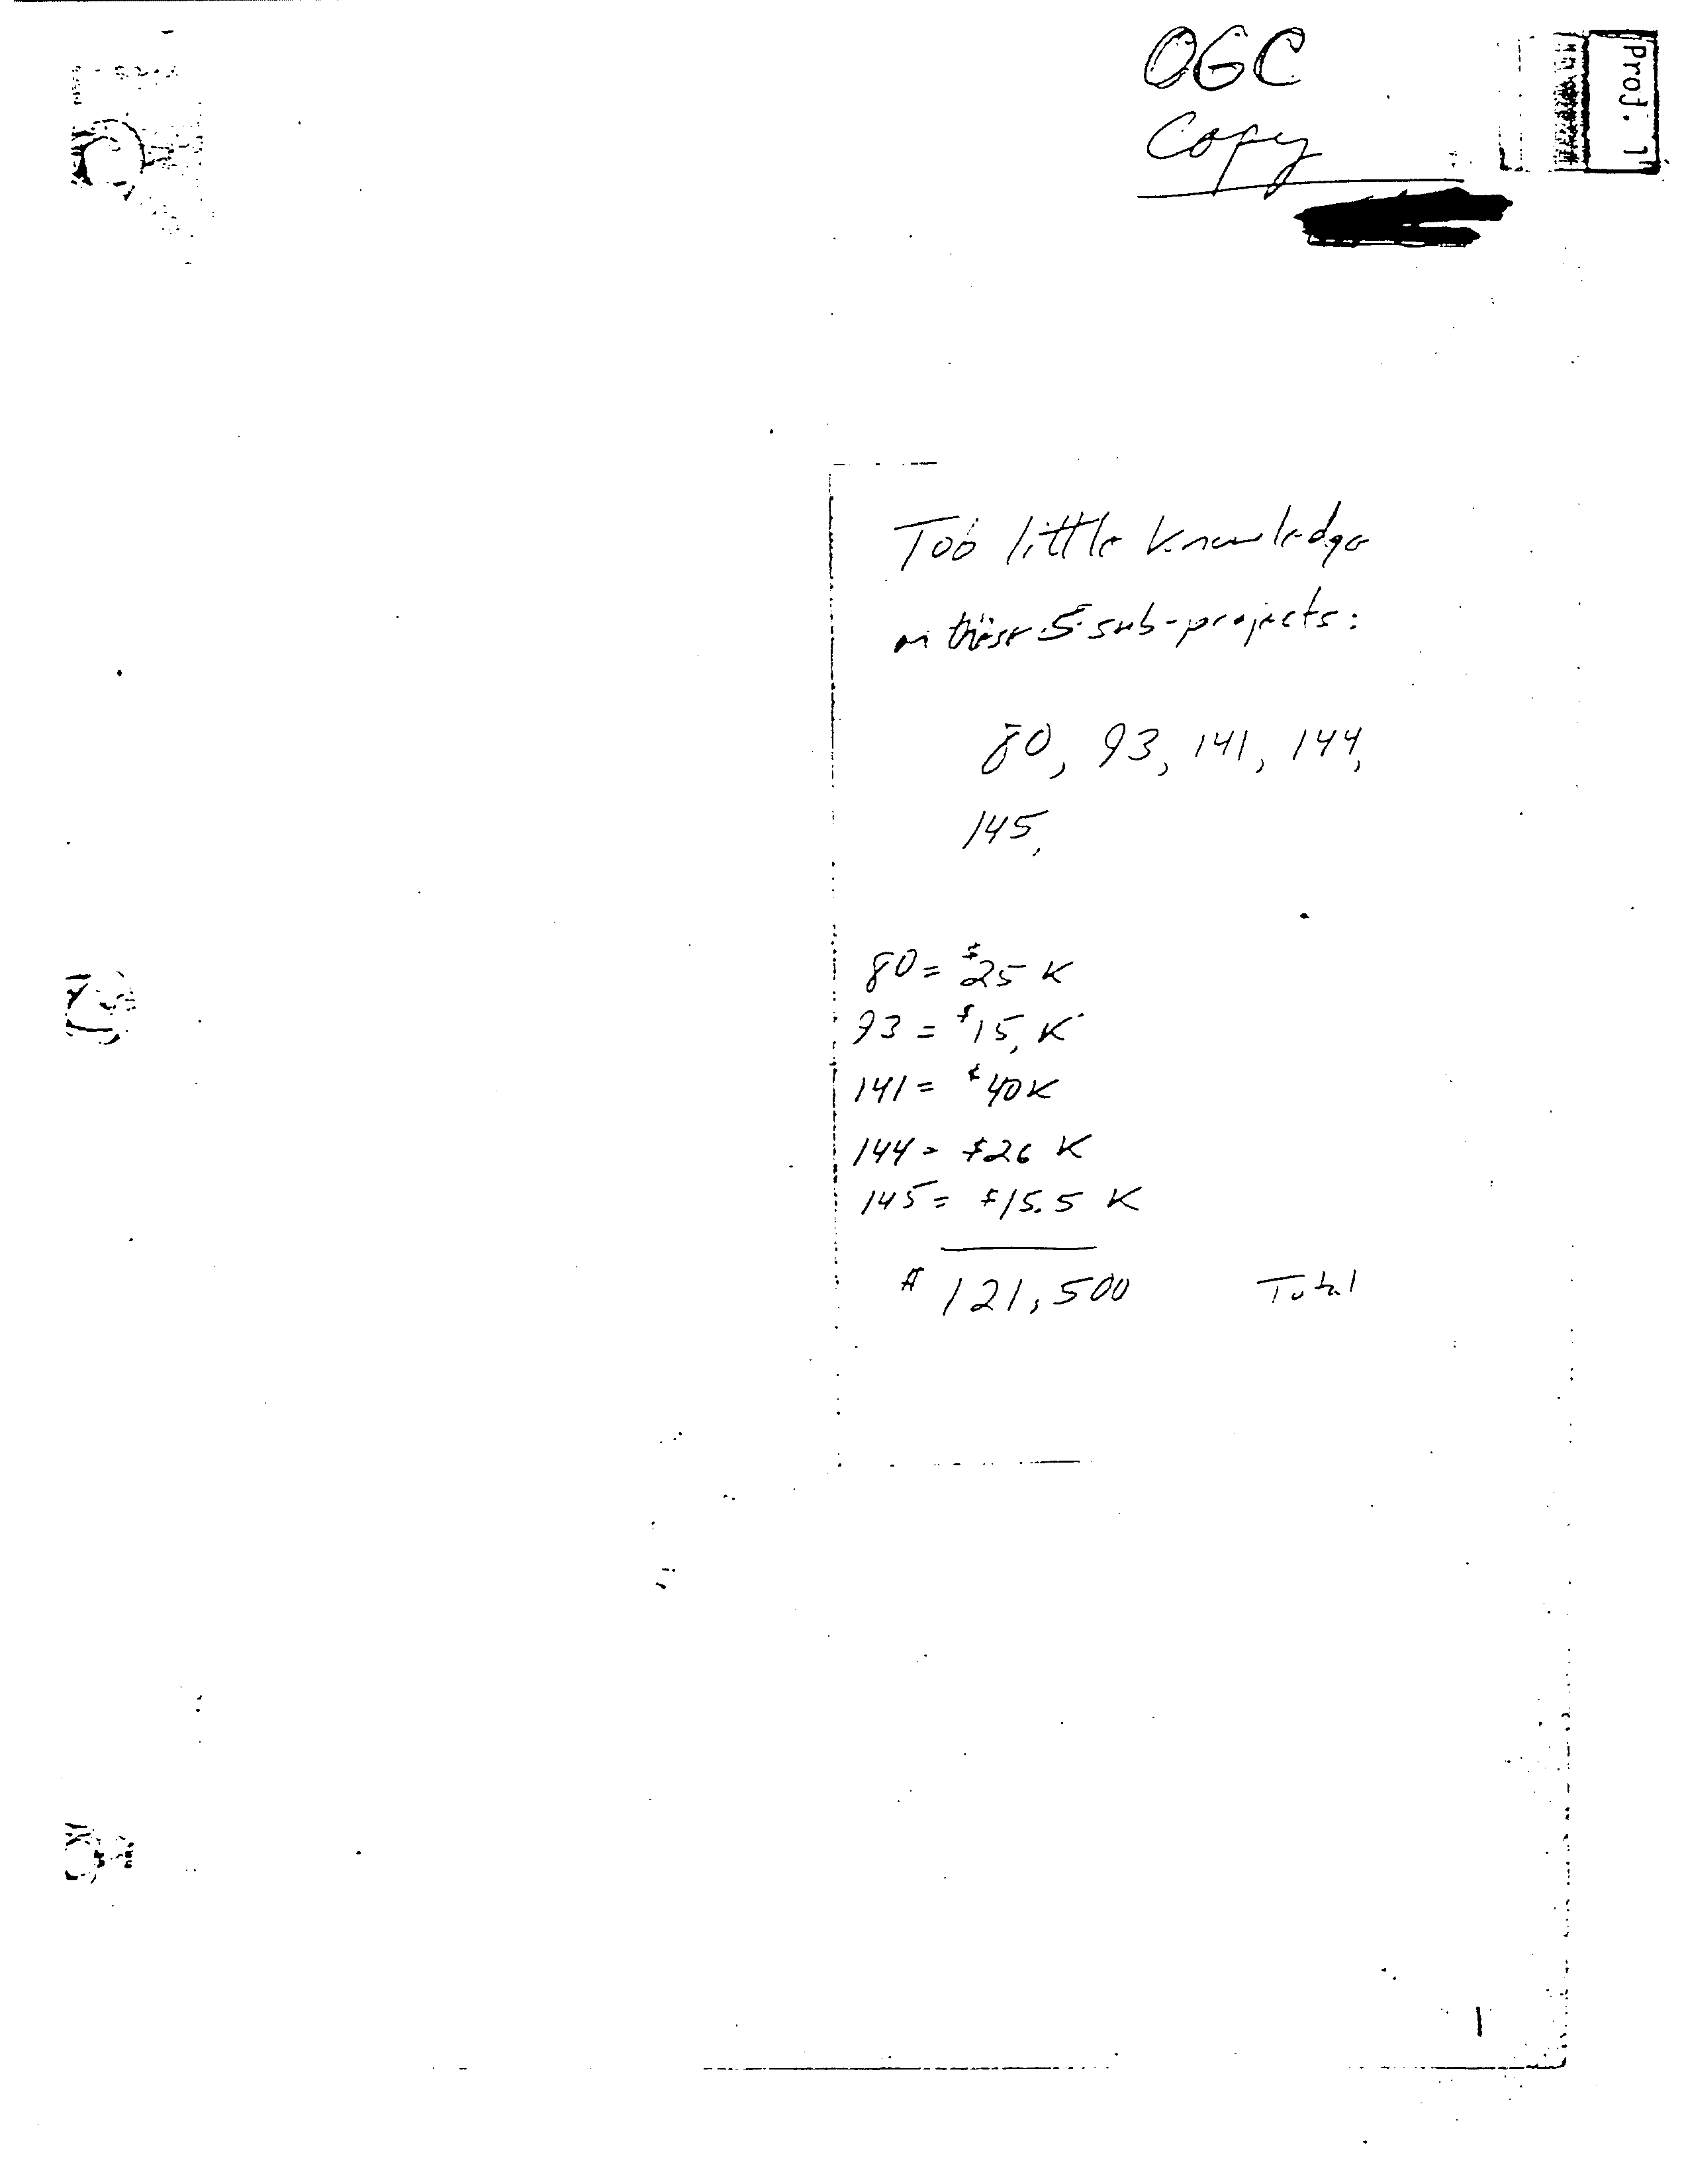 OGC
Copy
Proj. 1
Too little knowledge
on these 5 sub-projects:
80, 93, 141, 144,
145,
80 = $25 K
93 = $15, K
141 = $40K
144 = $26 K
145 = $15.5 K
$ 121,500 Total
1